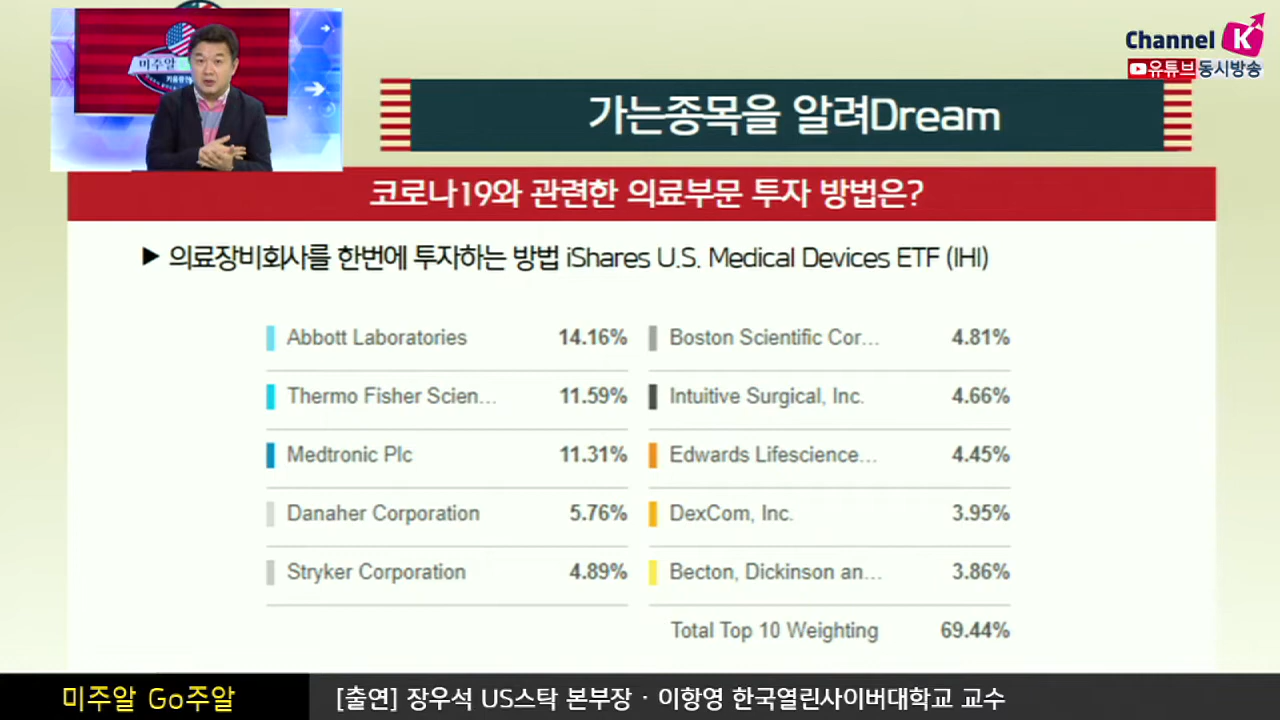 미주알
Channel K
유튜브동시방송
가는종목을 알려Dream
코로나19와 관련한 의료부문 투자 방법은?
▶ 의료장비회사를 한번에 투자하는 방법 iShares U.S. Medical Devices ETF (IHI)
Abbott Laboratories 14.16%
Thermo Fisher Scien... 11.59%
Medtronic Plc 11.31%
Danaher Corporation 5.76%
Stryker Corporation 4.89%
Boston Scientific Cor... 4.81%
Intuitive Surgical, Inc. 4.66%
Edwards Lifescience... 4.45%
DexCom, Inc. 3.95%
Becton, Dickinson an... 3.86%
Total Top 10 Weighting 69.44%
미주알 Go주알
[출연] 장우석 US스탁 본부장 · 이항영 한국열린사이버대학교 교수